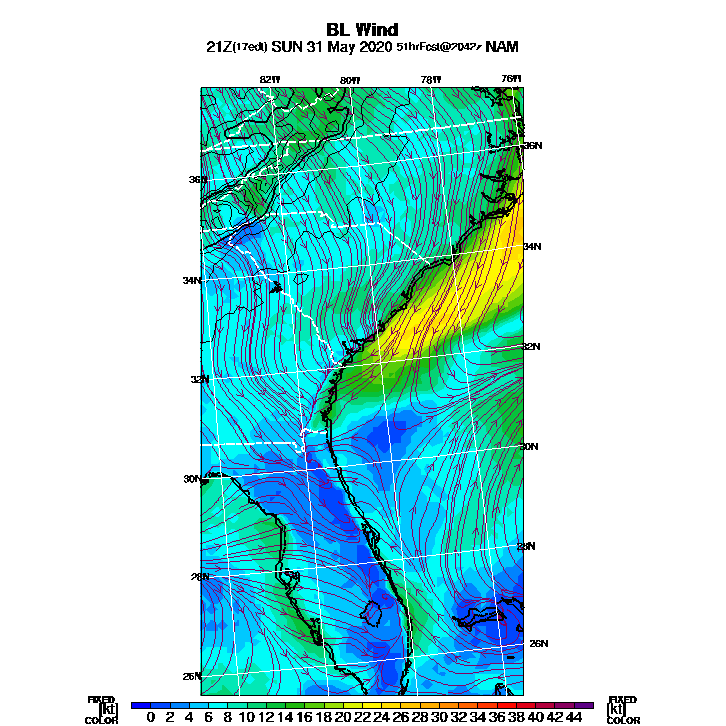 BL Wind
21Z(17edt) SUN 31 May 2020 51hrFcst@2042z NAM
82W 80W 78W 76W
36N
36N
34N
34N
32N
32N
30N
30N
28N
28N
26N
26N
FIXED FIXED
[kt] 0 2 4 6 8 10 12 14 16 18 20 22 24 26 28 30 32 34 36 38 40 42 44 [kt]
COLOR COLOR